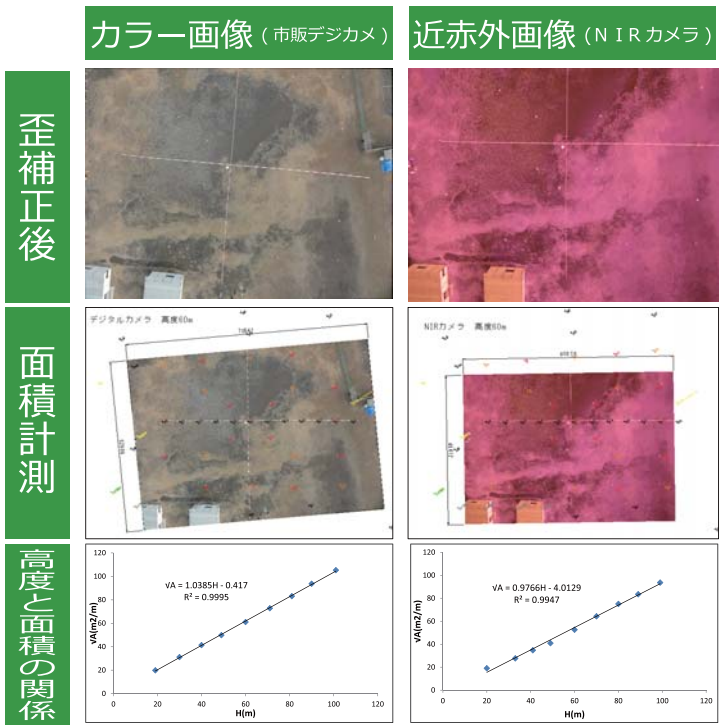 カラー画像（市販デジカメ）
近赤外画像（ＮＩＲカメラ）
歪補正後
面積計測
デジタルカメラ 高度60m
NIRカメラ 高度60m
高度と面積の関係
120
100
80
60
40
20
0
0 20 40 60 80 100 120
√A(m2/m)
H(m)
√A = 1.0385H - 0.417
R² = 0.9995
120
100
80
60
40
20
0
0 20 40 60 80 100 120
√A(m2/m)
H(m)
√A = 0.9766H - 4.0129
R² = 0.9947